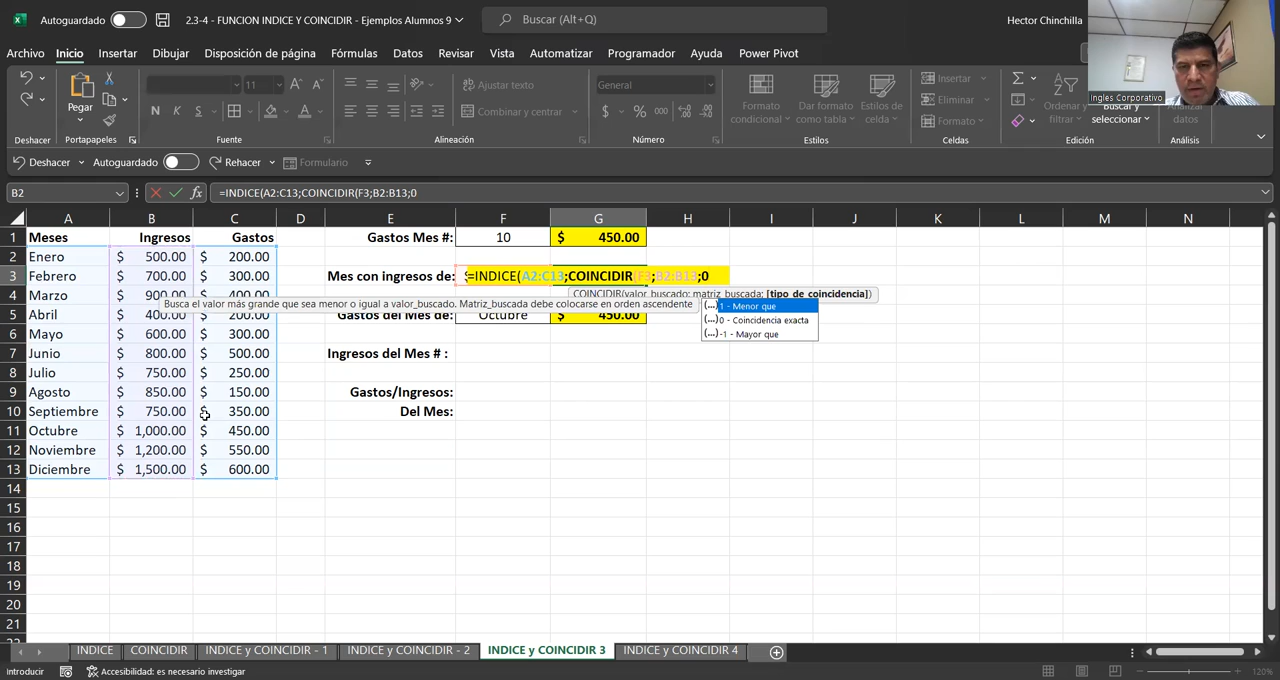 Autoguardado
2.3-4 - FUNCION INDICE Y COINCIDIR - Ejemplos Alumnos 9
Buscar (Alt+Q)
Hector Chinchilla
Archivo Inicio Insertar Dibujar Disposición de página Fórmulas Datos Revisar Vista Automatizar Programador Ayuda Power Pivot
Ingles Corporativo
Pegar
11
N K S
Ajustar texto
Combinar y centrar
General
$ % 000
Formato condicional
Dar formato como tabla
Estilos de celda
Insertar
Eliminar
Formato
Ordenar y filtrar
Buscar y seleccionar
datos
Deshacer Portapapeles Fuente Alineación Número Estilos Celdas Edición Análisis
Deshacer Autoguardado Rehacer Formulario
B2 fx =INDICE(A2:C13;COINCIDIR(F3;B2:B13;0
A B C D E F G H I J K L M N
1 Meses Ingresos Gastos Gastos Mes #: 10 $ 450.00
2 Enero $ 500.00 $ 200.00
3 Febrero $ 700.00 $ 300.00 Mes con ingresos de: =INDICE(A2:C13;COINCIDIR(F3;B2:B13;0
COINCIDIR(valor_buscado; matriz_buscada; [tipo_de_coincidencia])
4 Marzo $ 900.00 $ 400.00
Busca el valor más grande que sea menor o igual a valor_buscado. Matriz_buscada debe colocarse en orden ascendente
(...) 1 - Menor que
(...) 0 - Coincidencia exacta
(...) -1 - Mayor que
5 Abril $ 400.00 $ 200.00 Gastos del Mes de: Octubre $ 450.00
6 Mayo $ 600.00 $ 300.00
7 Junio $ 800.00 $ 500.00 Ingresos del Mes # :
8 Julio $ 750.00 $ 250.00
9 Agosto $ 850.00 $ 150.00 Gastos/Ingresos:
10 Septiembre $ 750.00 $ 350.00 Del Mes:
11 Octubre $ 1,000.00 $ 450.00
12 Noviembre $ 1,200.00 $ 550.00
13 Diciembre $ 1,500.00 $ 600.00
14
15
16
17
18
19
20
21
INDICE COINCIDIR INDICE y COINCIDIR - 1 INDICE y COINCIDIR - 2 INDICE y COINCIDIR 3 INDICE y COINCIDIR 4
Introducir Accesibilidad: es necesario investigar 120%